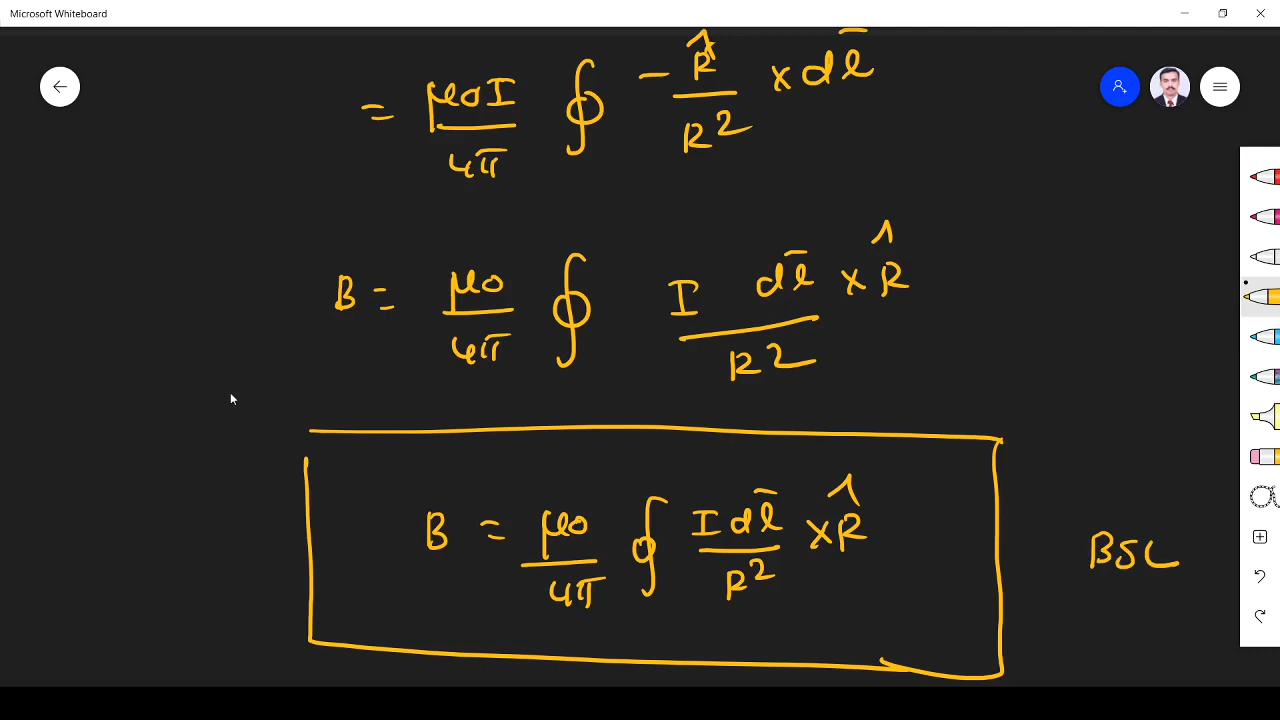 Microsoft Whiteboard
= μ0I/4π ∮ -R̂/R² × dl̅
B = μ0/4π ∮ I dl̅ × R̂/R²
B = μ0/4π ∮ I dl̅/R² × R̂
BSL